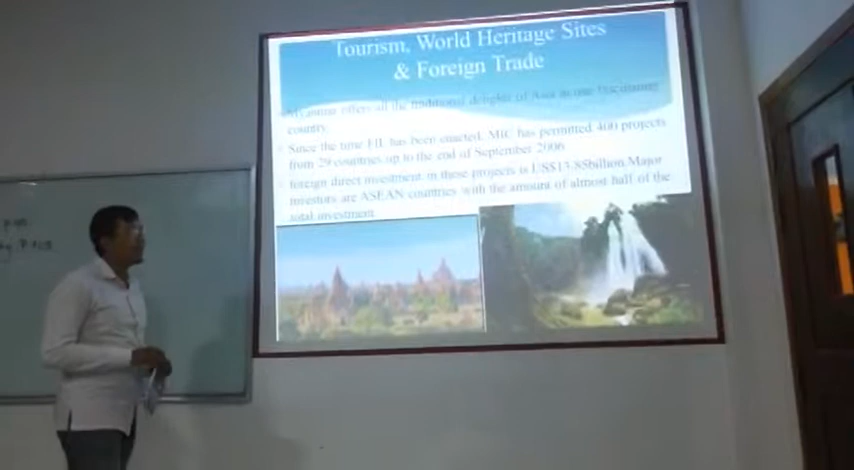 Tourism, World Heritage Sites
& Foreign Trade
Myanmar offers all the traditional delights of Asia in one fascinating
country.
Since the time FIL has been enacted, MIC has permitted 400 projects
from 29 countries up to the end of September 2006
foreign direct investment in these projects is US$13.85billion.Major
investors are ASEAN countries with the amount of almost half of the
total investment.